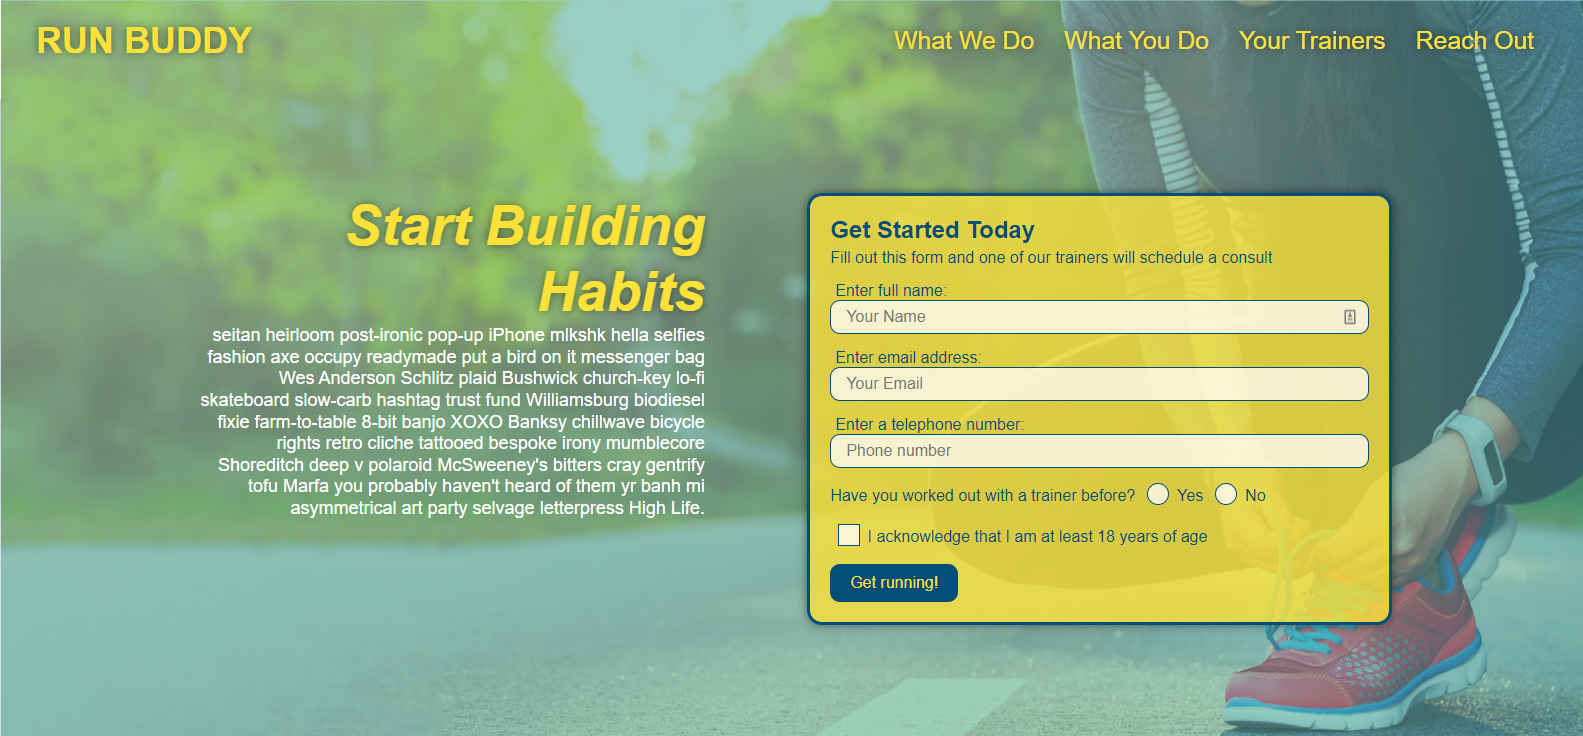 RUN BUDDY
What We Do
What You Do
Your Trainers
Reach Out
Start Building
Habits
seitan heirloom post-ironic pop-up iPhone mlkshk hella selfies
fashion axe occupy readymade put a bird on it messenger bag
Wes Anderson Schlitz plaid Bushwick church-key lo-fi
skateboard slow-carb hashtag trust fund Williamsburg biodiesel
fixie farm-to-table 8-bit banjo XOXO Banksy chillwave bicycle
rights retro cliche tattooed bespoke irony mumblecore
Shoreditch deep v polaroid McSweeney's bitters cray gentrify
tofu Marfa you probably haven't heard of them yr banh mi
asymmetrical art party selvage letterpress High Life.
Get Started Today
Fill out this form and one of our trainers will schedule a consult
Enter full name:
Your Name
Enter email address:
Your Email
Enter a telephone number:
Phone number
Have you worked out with a trainer before? Yes No
I acknowledge that I am at least 18 years of age
Get running!